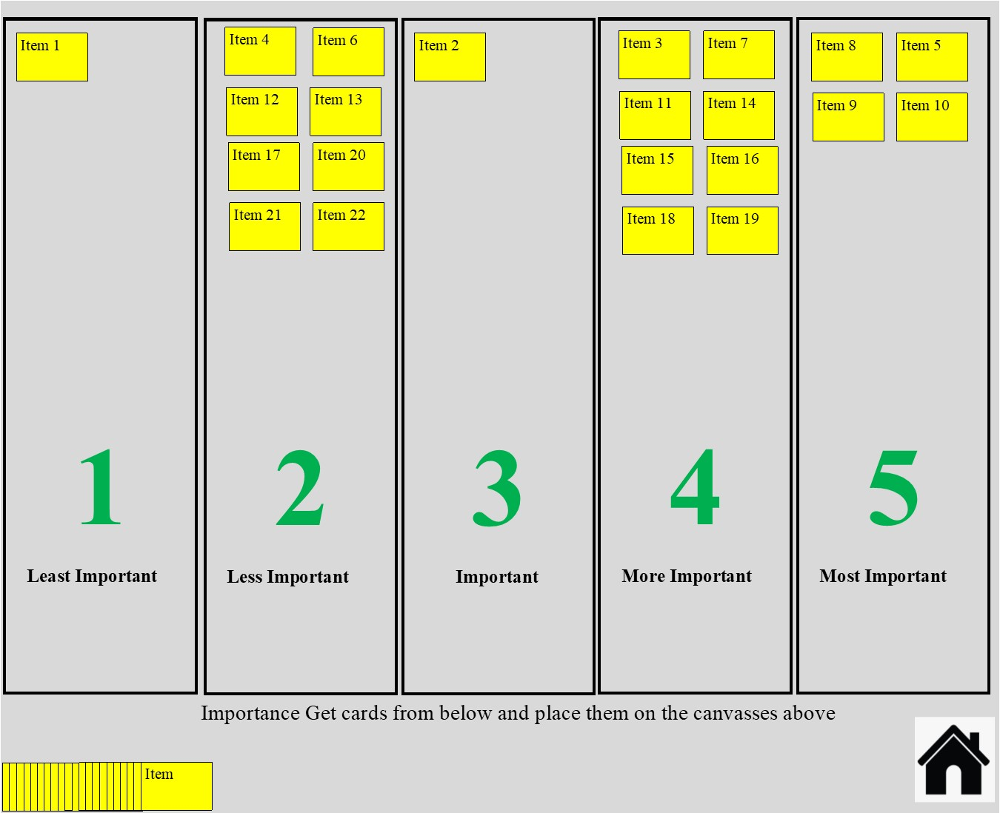 Item 1
Item 4
Item 6
Item 12
Item 13
Item 17
Item 20
Item 21
Item 22
Item 2
Item 3
Item 7
Item 11
Item 14
Item 15
Item 16
Item 18
Item 19
Item 8
Item 5
Item 9
Item 10
1
2
3
4
5
Least Important
Less Important
Important
More Important
Most Important
Importance Get cards from below and place them on the canvasses above
Item